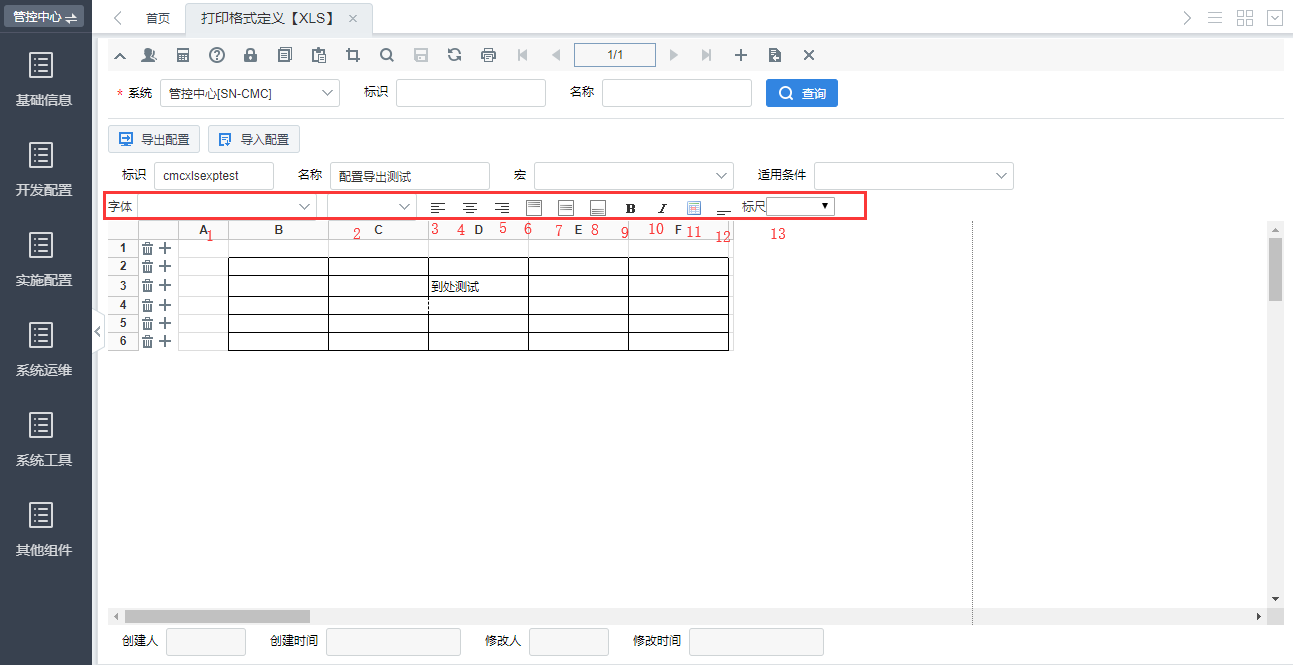 管控中心
首页 打印格式定义【XLS】
基础信息
开发配置
实施配置
系统运维
系统工具
其他组件
1/1
* 系统 管控中心[SN-CMC] 标识 名称 查询
导出配置 导入配置
标识 cmcxlsexptest 名称 配置导出测试 宏 适用条件
字体 B I 标尺
A B C D E F
1 2 3 4 5 6 7 8 9 10 11 12 13
1
2
3 到处测试
4
5
6
创建人 创建时间 修改人 修改时间